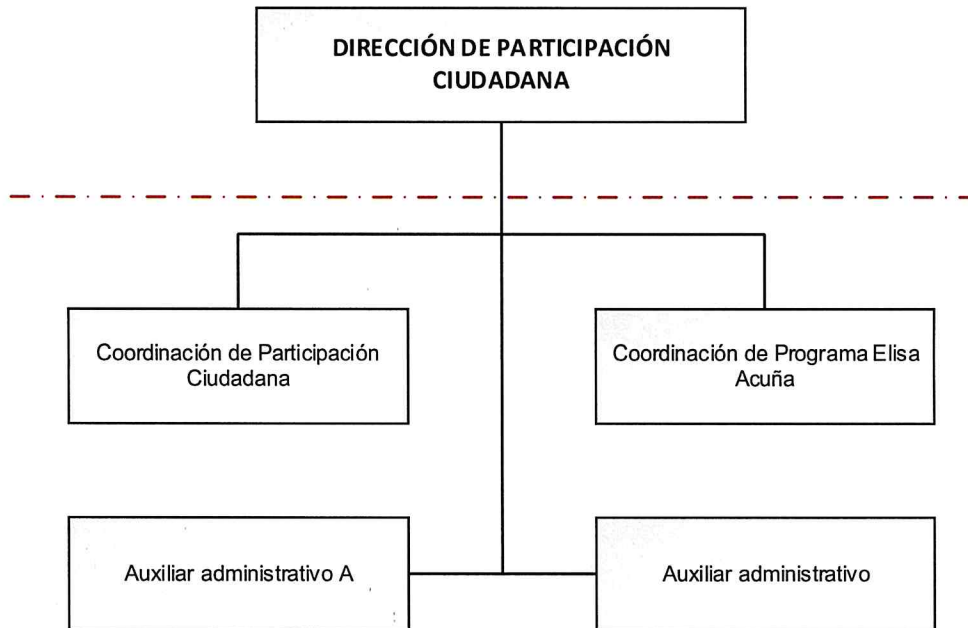 DIRECCIÓN DE PARTICIPACIÓN
CIUDADANA
Coordinación de Participación
Ciudadana
Coordinación de Programa Elisa
Acuña
Auxiliar administrativo A
Auxiliar administrativo